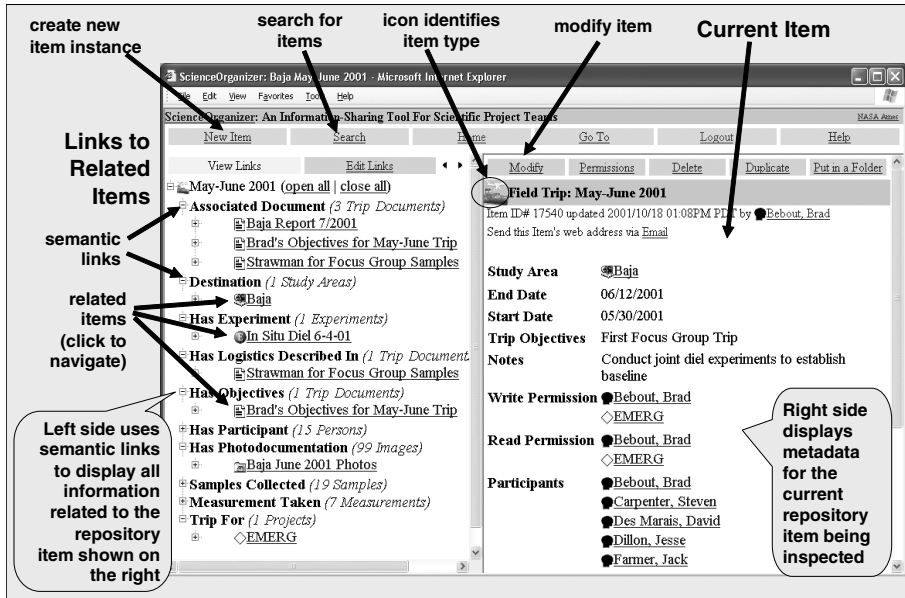 create new
item instance
search for
items
icon identifies
item type
modify item
Current Item
ScienceOrganizer: Baja May-June 2001 - Microsoft Internet Explorer
File Edit View Favorites Tools Help
ScienceOrganizer: An Information-Sharing Tool For Scientific Project Teams
NASA Ames
New Item Search Home Go To Logout Help
Links to
Related
Items
semantic
links
related
items
(click to
navigate)
View Links Edit Links
May-June 2001 (open all | close all)
Associated Document (3 Trip Documents)
Baja Report 7/2001
Brad's Objectives for May-June Trip
Strawman for Focus Group Samples
Destination (1 Study Areas)
Baja
Has Experiment (1 Experiments)
In Situ Diel 6-4-01
Has Logistics Described In (1 Trip Document
Strawman for Focus Group Samples
Has Objectives (1 Trip Documents)
Brad's Objectives for May-June Trip
Has Participant (15 Persons)
Has Photodocumentation (99 Images)
Baja June 2001 Photos
Samples Collected (19 Samples)
Measurement Taken (7 Measurements)
Trip For (1 Projects)
EMERG
Left side uses
semantic links
to display all
information
related to the
repository
item shown on
the right
Modify Permissions Delete Duplicate Put in a Folder
Field Trip: May-June 2001
Item ID# 17540 updated 2001/10/18 01:08PM PDT by Bebout, Brad
Send this Item's web address via Email
Study Area Baja
End Date 06/12/2001
Start Date 05/30/2001
Trip Objectives First Focus Group Trip
Notes Conduct joint diel experiments to establish
baseline
Write Permission Bebout, Brad
EMERG
Read Permission Bebout, Brad
EMERG
Participants Bebout, Brad
Carpenter, Steven
Des Marais, David
Dillon, Jesse
Farmer, Jack
Right side
displays
metadata
for the
current
repository
item being
inspected